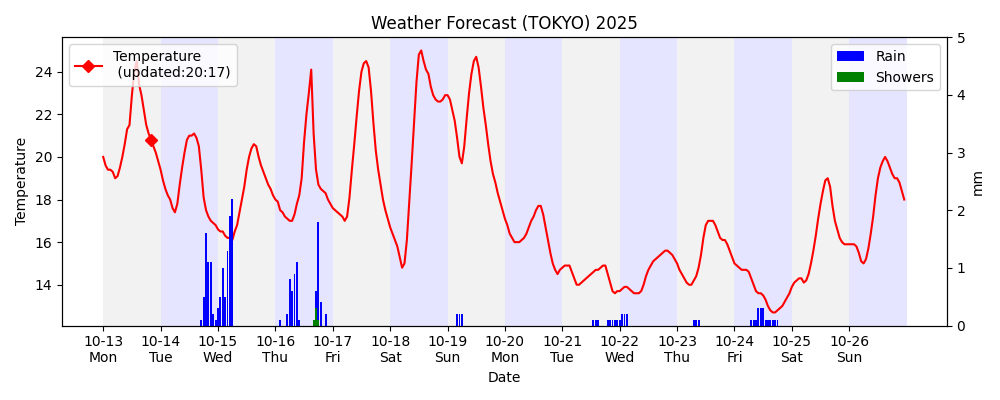 Weather Forecast (TOKYO) 2025
Temperature
(updated:20:17)
Rain
Showers
Temperature
24
22
20
18
16
14
5
4
3
2
1
0
mm
10-13 10-14 10-15 10-16 10-17 10-18 10-19 10-20 10-21 10-22 10-23 10-24 10-25 10-26
Mon Tue Wed Thu Fri Sat Sun Mon Tue Wed Thu Fri Sat Sun
Date